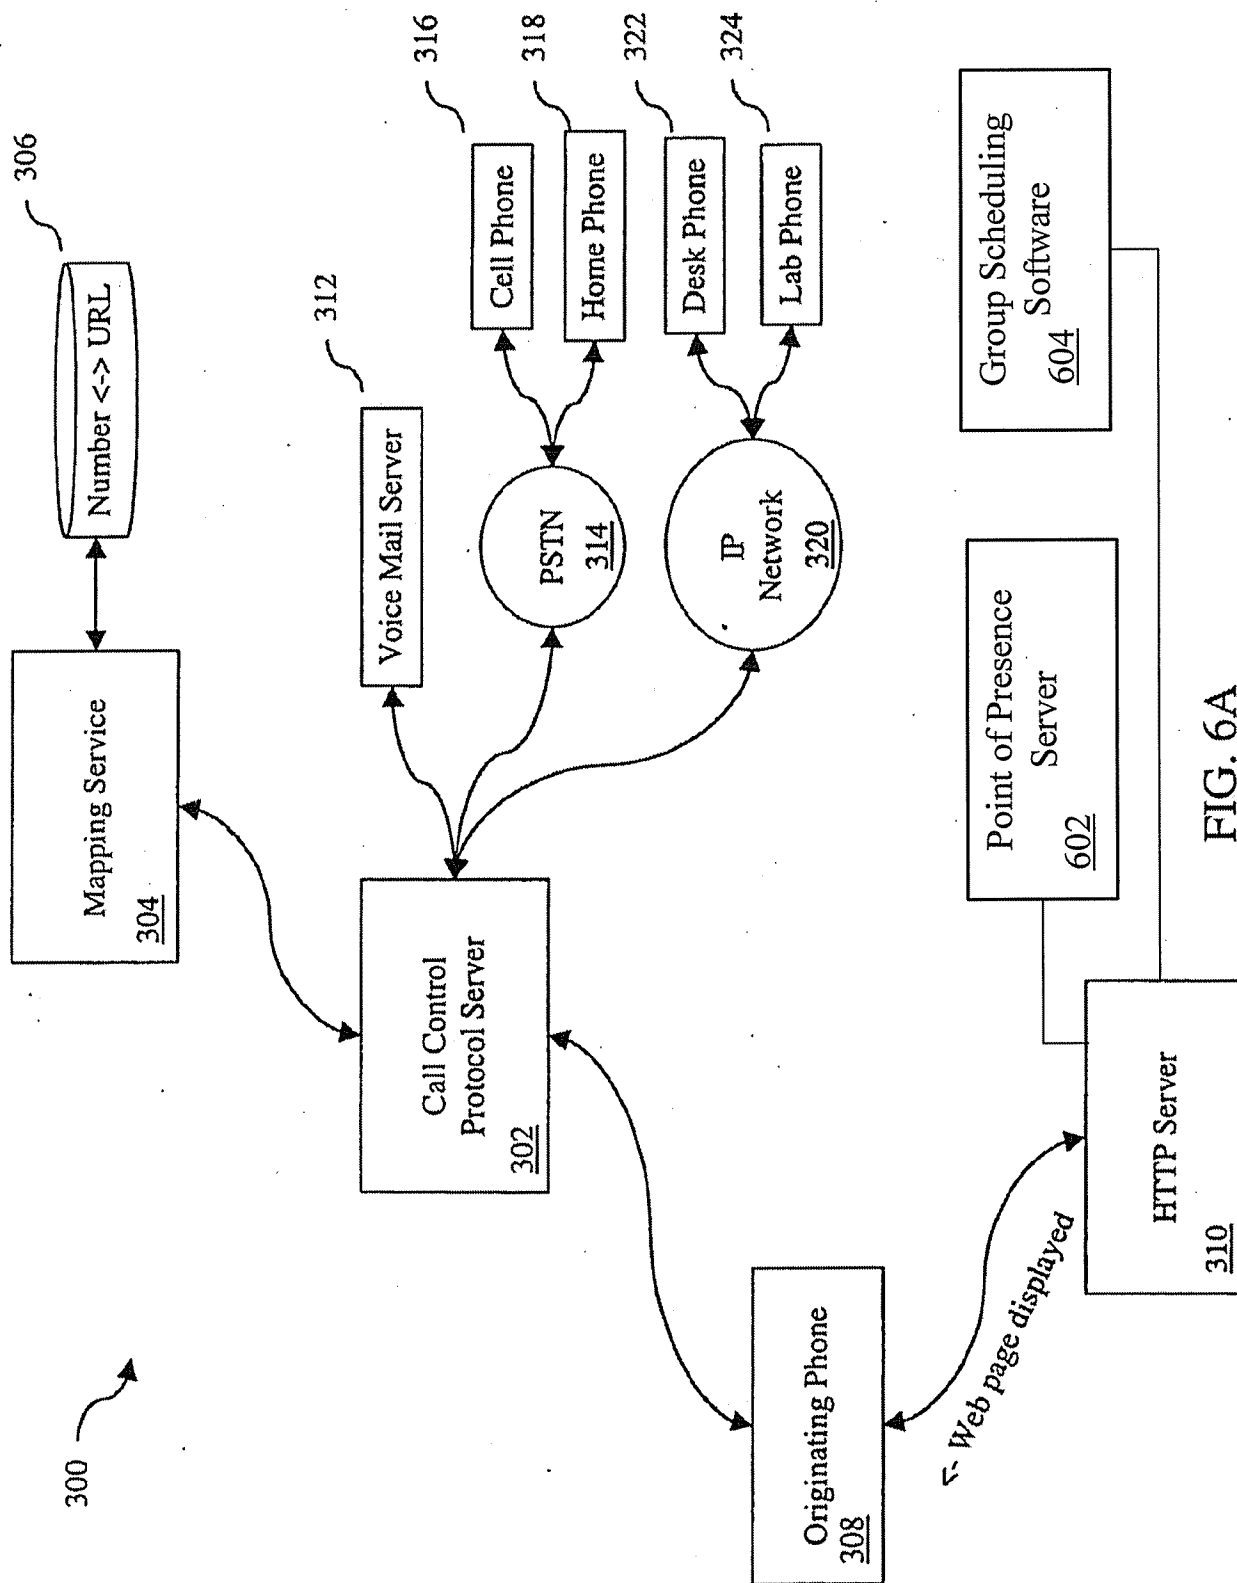 300
Mapping Service
304
Number <-> URL
306
Call Control
Protocol Server
302
Voice Mail Server
312
PSTN
314
Cell Phone
316
Home Phone
318
IP
Network
320
Desk Phone
322
Lab Phone
324
Originating Phone
308
<- Web page displayed
HTTP Server
310
Point of Presence
Server
602
Group Scheduling
Software
604
FIG. 6A